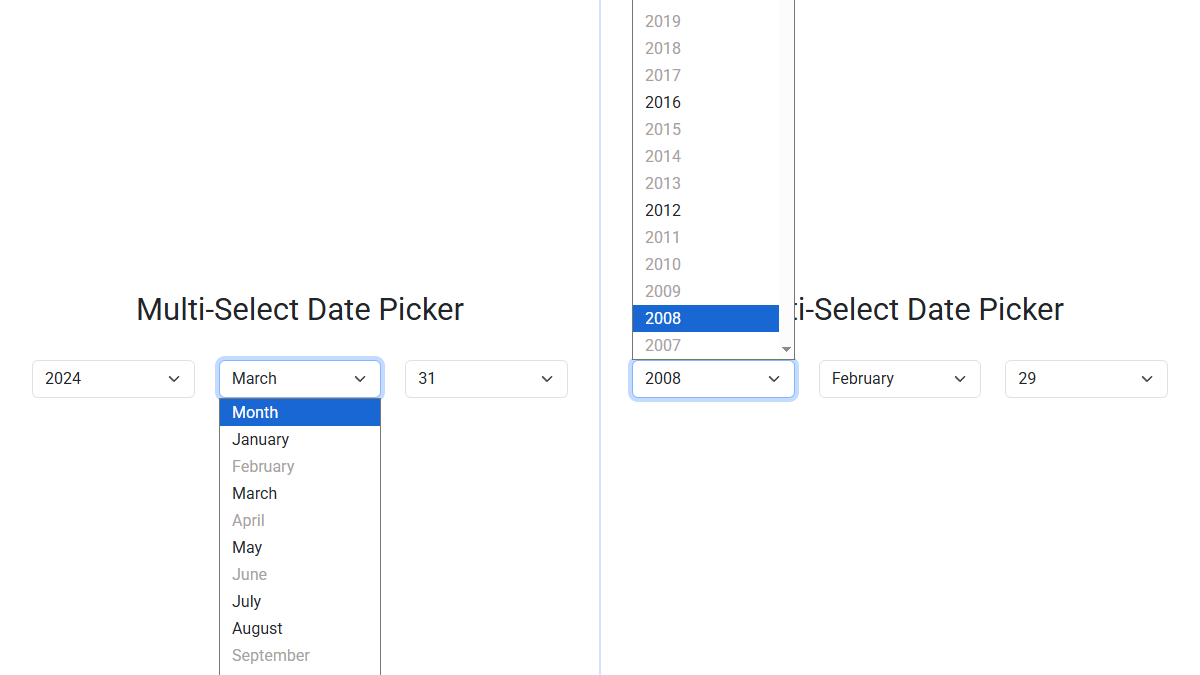 Multi-Select Date Picker
2024
March
31
Month
January
February
March
April
May
June
July
August
September
2019
2018
2017
2016
2015
2014
2013
2012
2011
2010
2009
2008
2007
ti-Select Date Picker
2008
February
29